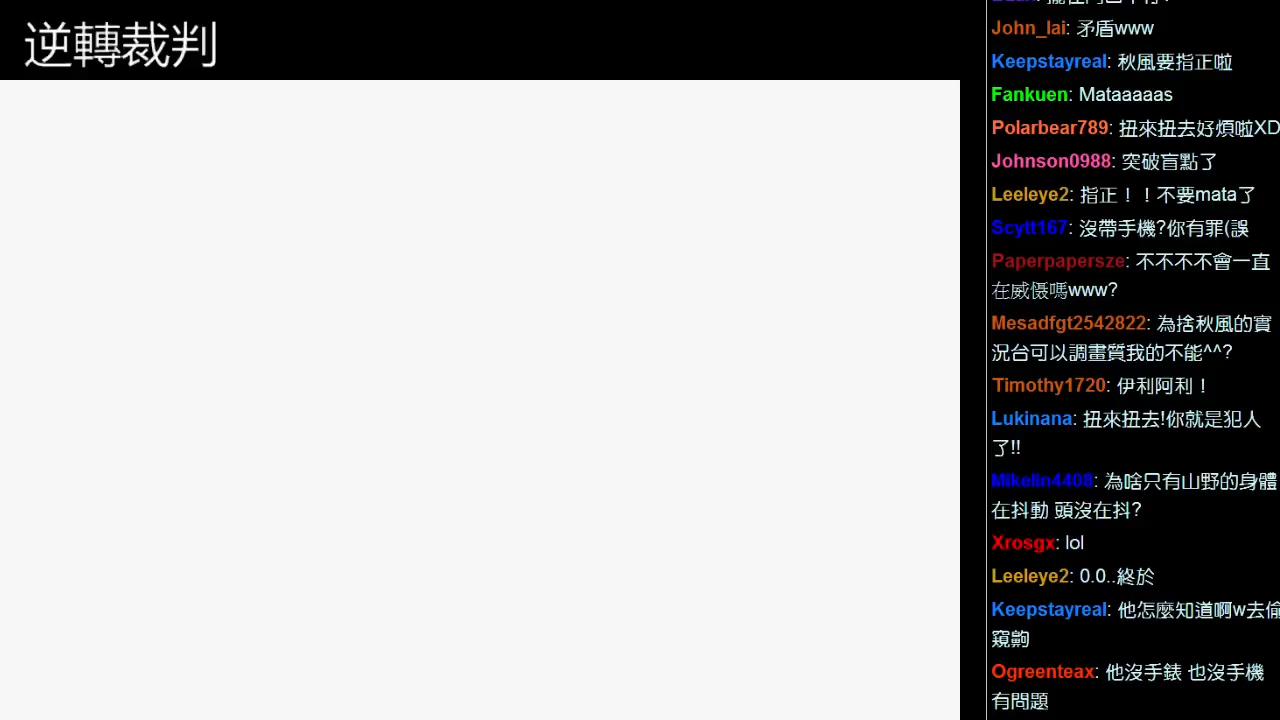 逆轉裁判
John_lai: 矛盾www
Keepstayreal: 秋風要指正啦
Fankuen: Mataaaaas
Polarbear789: 扭來扭去好煩啦XD
Johnson0988: 突破盲點了
Leeleye2: 指正！！不要mata了
Scytt167: 沒帶手機?你有罪(誤
Paperpapersze: 不不不不會一直
在威慑嗎www?
Mesadfgt2542822: 為捨秋風的實
況台可以調畫質我的不能^^?
Timothy1720: 伊利阿利！
Lukinana: 扭來扭去!你就是犯人
了!!
Mikelin4408: 為啥只有山野的身體
在抖動 頭沒在抖?
Xrosgx: lol
Leeleye2: 0.0..終於
Keepstayreal: 他怎麼知道啊w去偷
窺齁
Ogreenteax: 他沒手錶 也沒手機
有問題